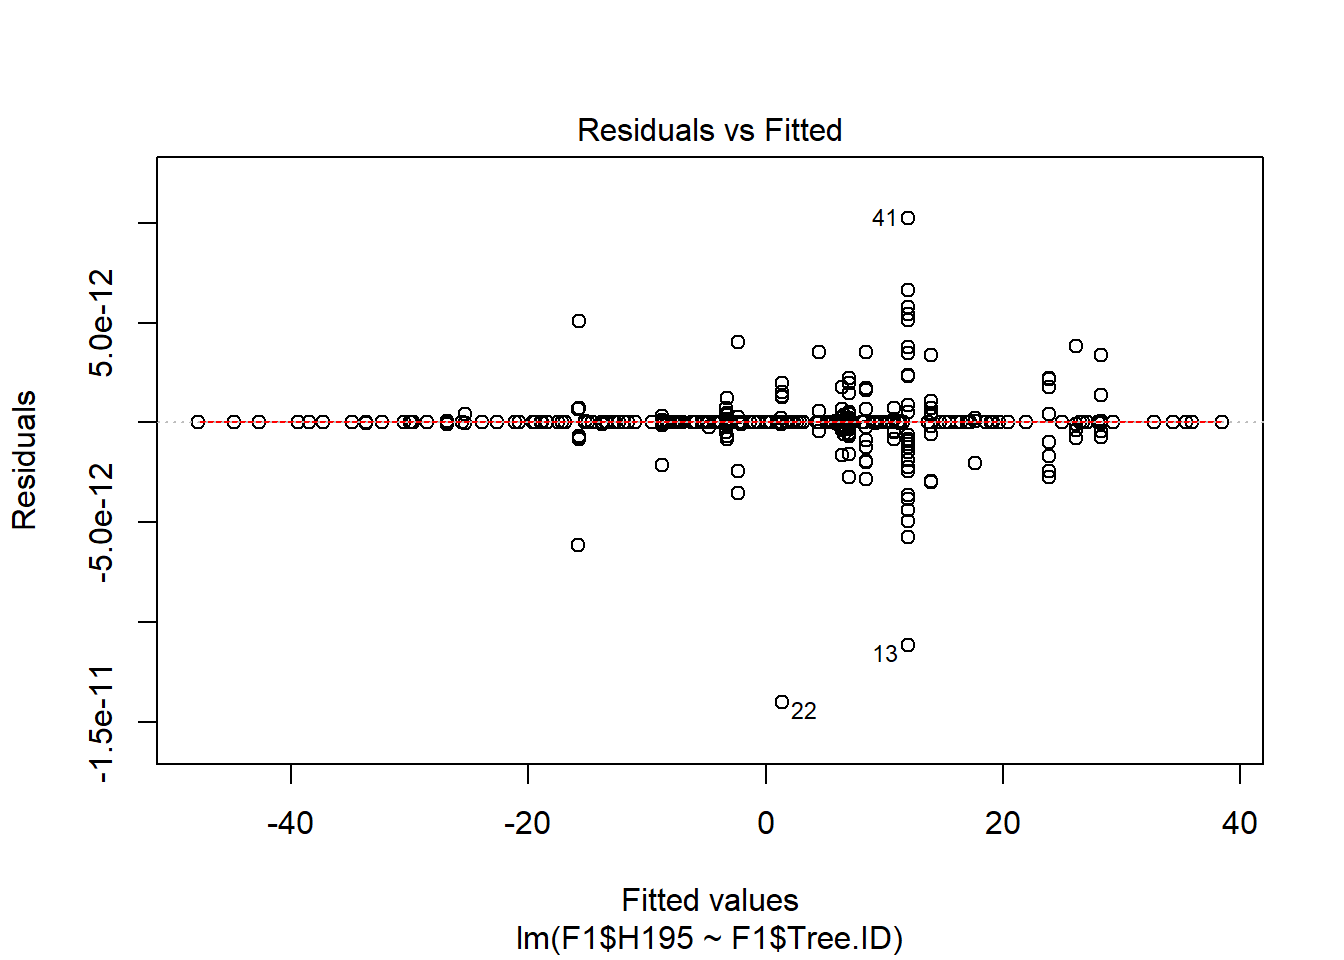 Residuals vs Fitted
41
13
22
5.0e-12
-5.0e-12
-1.5e-11
Residuals
-40 -20 0 20 40
Fitted values
lm(F1$H195 ~ F1$Tree.ID)